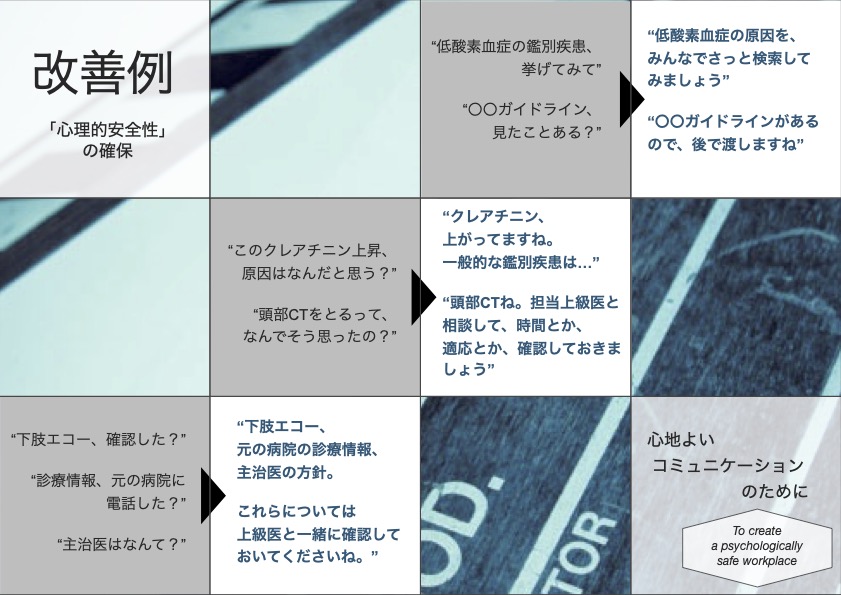 改善例
「心理的安全性」
の確保
“低酸素血症の鑑別疾患、
挙げてみて”
“〇〇ガイドライン、
見たことある？”
“低酸素血症の原因を、
みんなでさっと検索して
みましょう”
“〇〇ガイドラインがある
ので、後で渡しますね”
“このクレアチニン上昇、
原因はなんだと思う？”
“頭部CTをとるって、
なんでそう思ったの？”
“クレアチニン、
上がってますね。
一般的な鑑別疾患は…”
“頭部CTね。担当上級医と
相談して、時間とか、
適応とか、確認しておきま
しょう”
“下肢エコー、確認した？”
“診療情報、元の病院に
電話した？”
“主治医はなんて？”
“下肢エコー、
元の病院の診療情報、
主治医の方針。
これらについては
上級医と一緒に確認して
おいてくださいね。”
OD.
TOR
心地よい
コミュニケーション
のために
To create
a psychologically
safe workplace